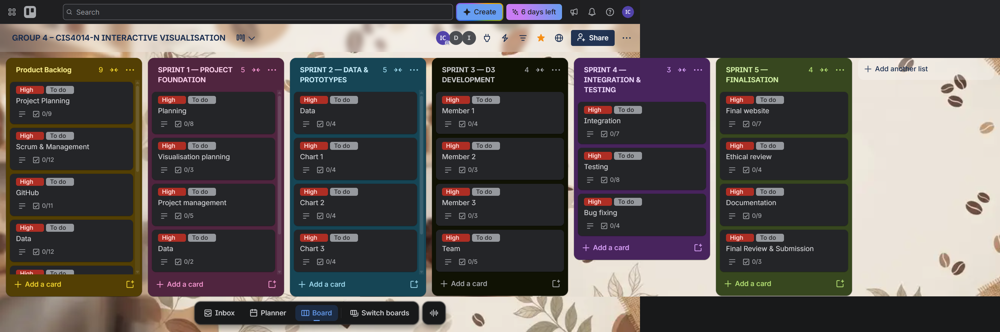 Search
Create
6 days left
IC
GROUP 4 – CIS4014-N INTERACTIVE VISUALISATION
IC
D
I
Share
Product Backlog
9
High
To do
Project Planning
0/9
High
To do
Scrum & Management
0/12
High
To do
GitHub
0/11
High
To do
Data
0/12
High
To do
Add a card
SPRINT 1 — PROJECT
FOUNDATION
5
High
To do
Planning
0/8
High
To do
Visualisation planning
0/3
High
To do
Project management
0/5
High
To do
Data
0/2
Add a card
SPRINT 2 — DATA &
PROTOTYPES
5
High
To do
Data
0/4
High
To do
Chart 1
0/4
High
To do
Chart 2
0/4
High
To do
Chart 3
0/4
Add a card
SPRINT 3 — D3
DEVELOPMENT
4
High
To do
Member 1
0/4
High
To do
Member 2
0/3
High
To do
Member 3
0/3
High
To do
Team
0/5
Add a card
SPRINT 4 —
INTEGRATION &
TESTING
3
High
To do
Integration
0/7
High
To do
Testing
0/8
High
To do
Bug fixing
0/4
Add a card
SPRINT 5 —
FINALISATION
4
High
To do
Final website
0/7
High
To do
Ethical review
0/4
High
To do
Documentation
0/9
High
To do
Final Review & Submission
0/3
Add a card
Add another list
Inbox
Planner
Board
Switch boards